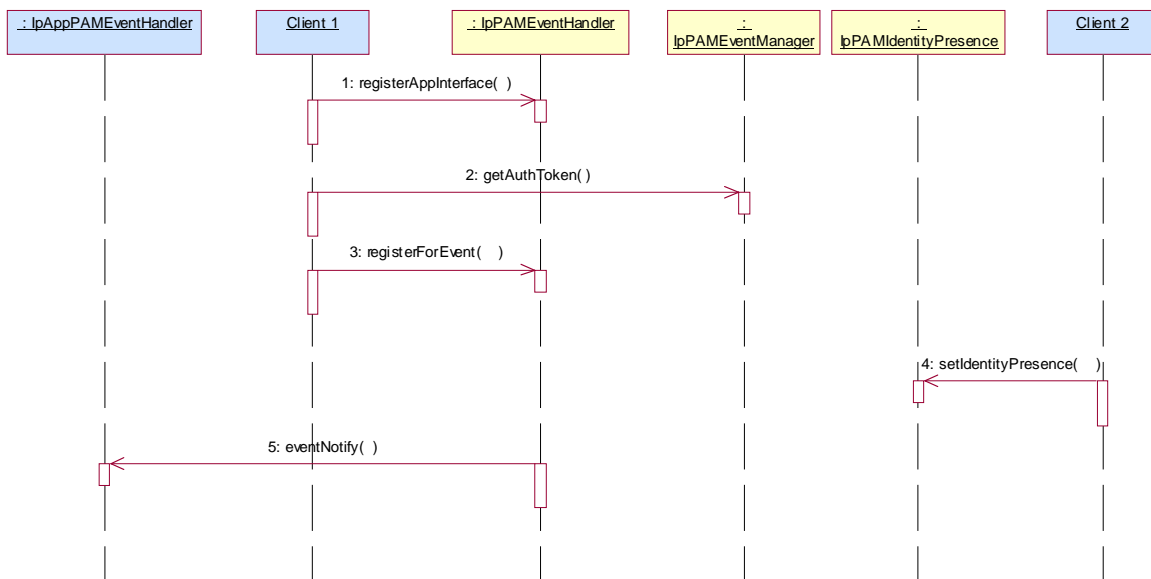 : IpAppPAMEventHandler
Client 1
: IpPAMEventHandler
:
IpPAMEventManager
:
IpPAMIdentityPresence
Client 2
1: registerAppInterface( )
2: getAuthToken( )
3: registerForEvent( )
4: setIdentityPresence( )
5: eventNotify( )